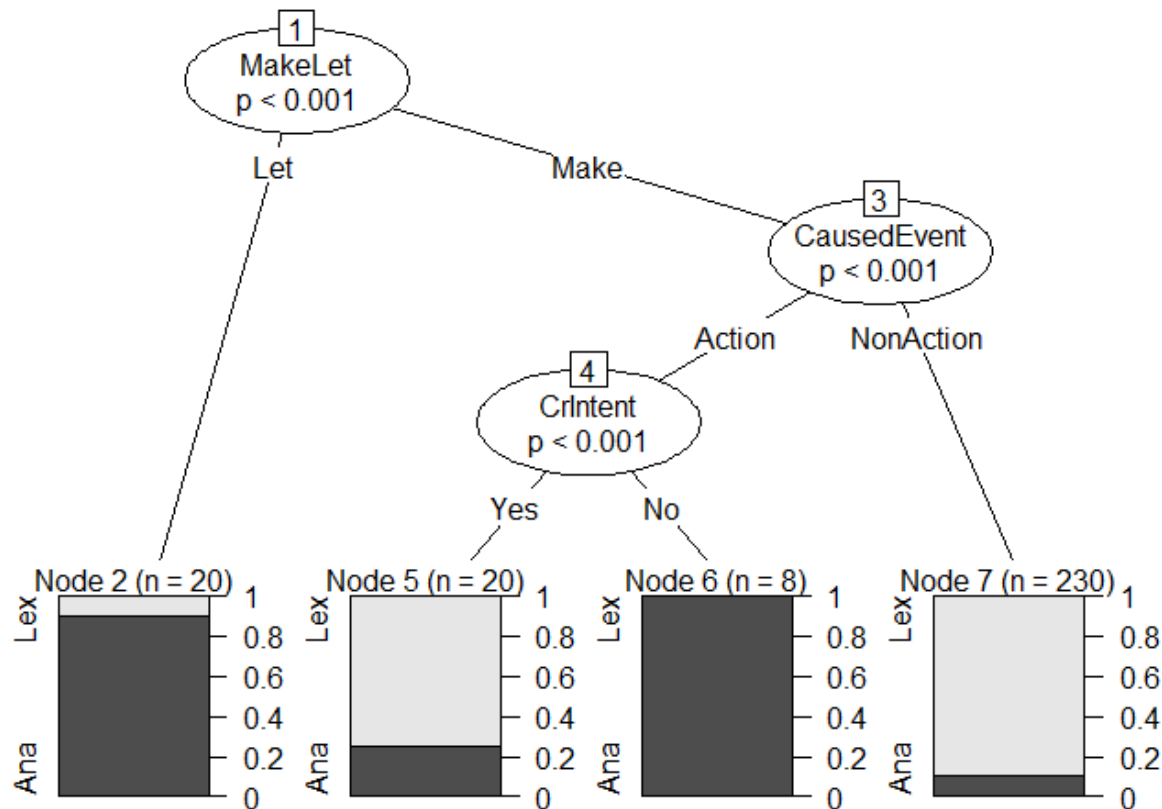 1
MakeLet
p < 0.001
Let
Make
3
CausedEvent
p < 0.001
Action
NonAction
4
CrIntent
p < 0.001
Yes
No
Node 2 (n = 20)
Lex
Ana
1
0.8
0.6
0.4
0.2
0
Node 5 (n = 20)
Lex
Ana
1
0.8
0.6
0.4
0.2
0
Node 6 (n = 8)
Lex
Ana
1
0.8
0.6
0.4
0.2
0
Node 7 (n = 230)
Lex
Ana
1
0.8
0.6
0.4
0.2
0